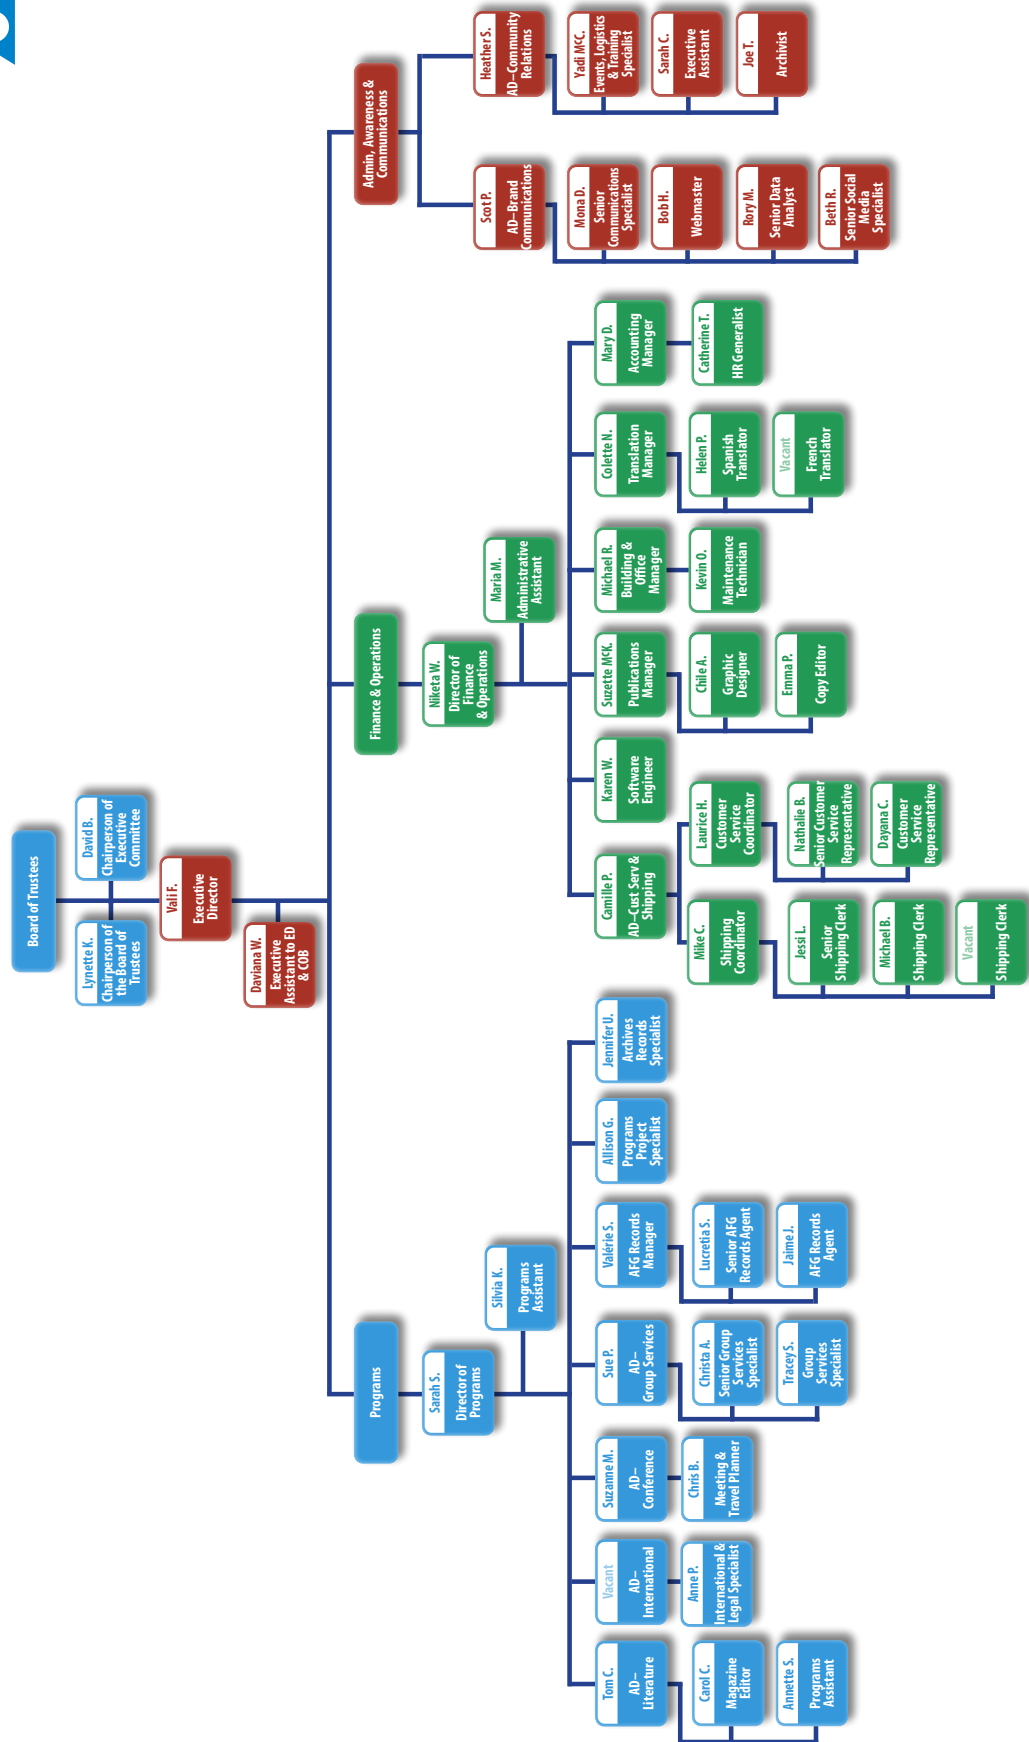 Board of Trustees
Lynette K.
Chairperson of
the Board of
Trustees
David B.
Chairperson of
Executive
Committee
Vali F.
Executive
Director
Daviana W.
Executive
Assistant to ED
& COB
Programs
Sarah S.
Director of
Programs
Silvia K.
Programs
Assistant
Tom C.
AD–
Literature
Carol C.
Magazine
Editor
Annette S.
Programs
Assistant
Vacant
AD–
International
Anne P.
International &
Legal Specialist
Suzanne M.
AD–
Conference
Chris B.
Meeting &
Travel Planner
Sue P.
AD–
Group Services
Christa A.
Senior Group
Services
Specialist
Tracey S.
Group
Services
Specialist
Valérie S.
AFG Records
Manager
Lucretia S.
Senior AFG
Records Agent
Jaime J.
AFG Records
Agent
Allison G.
Programs
Project
Specialist
Jennifer U.
Archives
Records
Specialist
Finance & Operations
Niketa W.
Director of
Finance
& Operations
Maria M.
Administrative
Assistant
Camille P.
AD–Cust Serv &
Shipping
Mike C.
Shipping
Coordinator
Jessi L.
Senior
Shipping Clerk
Michael B.
Shipping Clerk
Vacant
Shipping Clerk
Laurice H.
Customer
Service
Coordinator
Nathalie B.
Senior Customer
Service
Representative
Dayana C.
Customer
Service
Representative
Karen W.
Software
Engineer
Suzette McK.
Publications
Manager
Chile A.
Graphic
Designer
Emma P.
Copy Editor
Michael R.
Building &
Office
Manager
Kevin O.
Maintenance
Technician
Colette N.
Translation
Manager
Helen P.
Spanish
Translator
Vacant
French
Translator
Mary D.
Accounting
Manager
Catherine T.
HR Generalist
Admin, Awareness &
Communications
Scot P.
AD–Brand
Communications
Mona D.
Senior
Communications
Specialist
Bob H.
Webmaster
Rory M.
Senior Data
Analyst
Beth R.
Senior Social
Media
Specialist
Heather S.
AD–Community
Relations
Yadi McC.
Events, Logistics
& Training
Specialist
Sarah C.
Executive
Assistant
Joe T.
Archivist